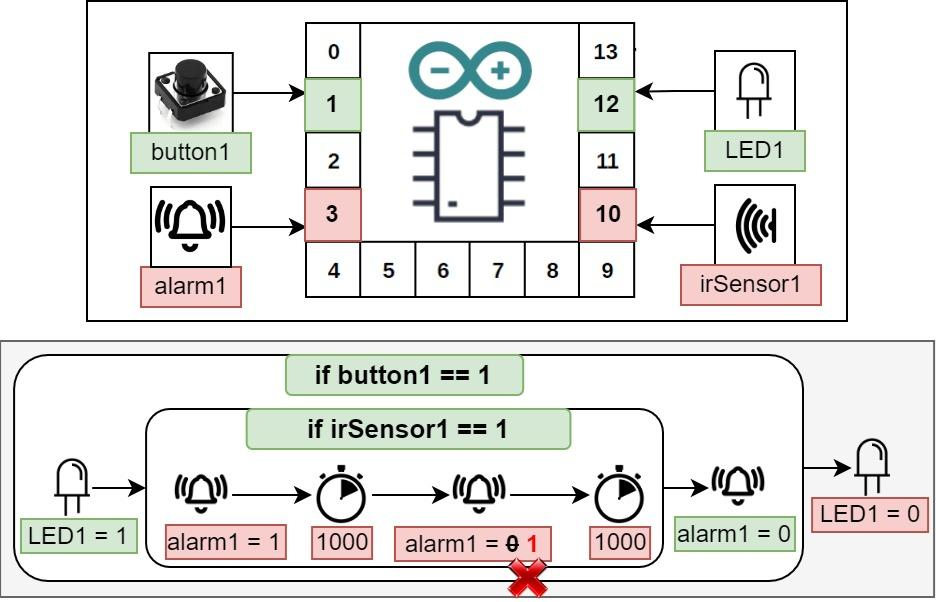 0
13
1
12
button1
LED1
2
11
3
10
alarm1
irSensor1
4 5 6 7 8 9
if button1 == 1
if irSensor1 == 1
LED1 = 1
alarm1 = 1
1000
alarm1 = 0 1
1000
alarm1 = 0
LED1 = 0